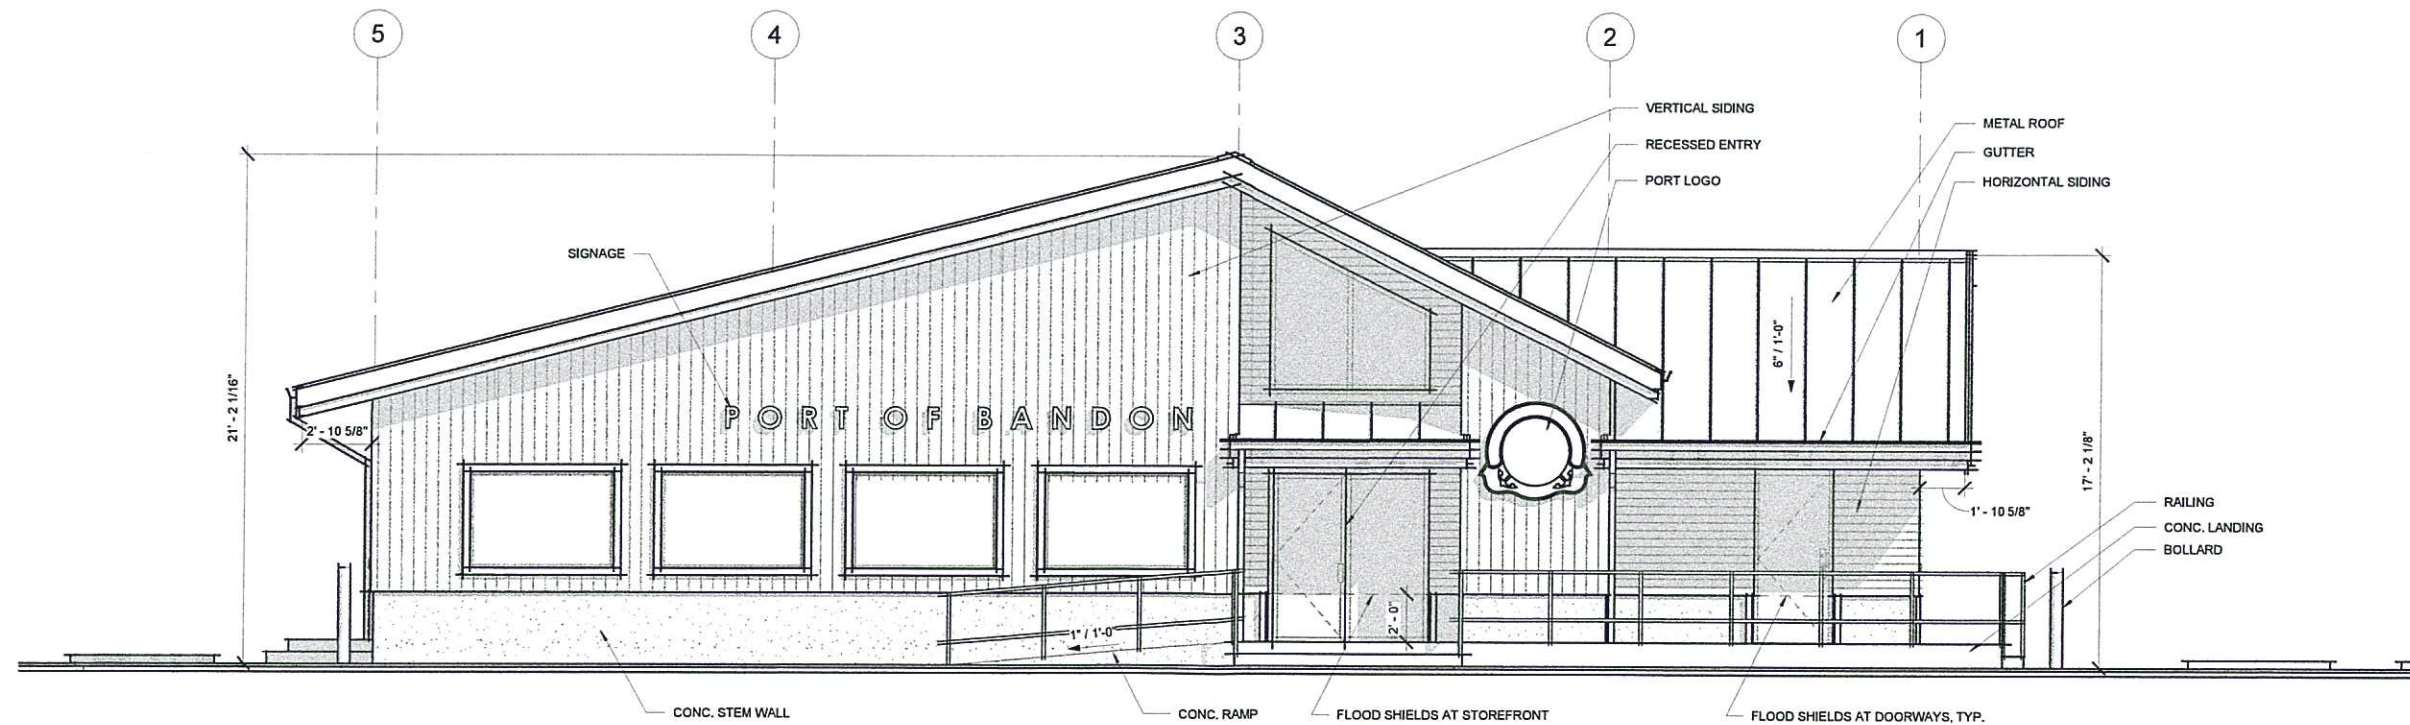 5
4
3
2
1
VERTICAL SIDING
RECESSED ENTRY
PORT LOGO
METAL ROOF
GUTTER
HORIZONTAL SIDING
SIGNAGE
21' - 2 1/16"
2' - 10 5/8"
PORT OF BANDON
6" / 1'-0"
17' - 2 1/8"
1' - 10 5/8"
RAILING
CONC. LANDING
BOLLARD
2' - 0"
1" / 1'-0"
CONC. STEM WALL
CONC. RAMP
FLOOD SHIELDS AT STOREFRONT
FLOOD SHIELDS AT DOORWAYS, TYP.